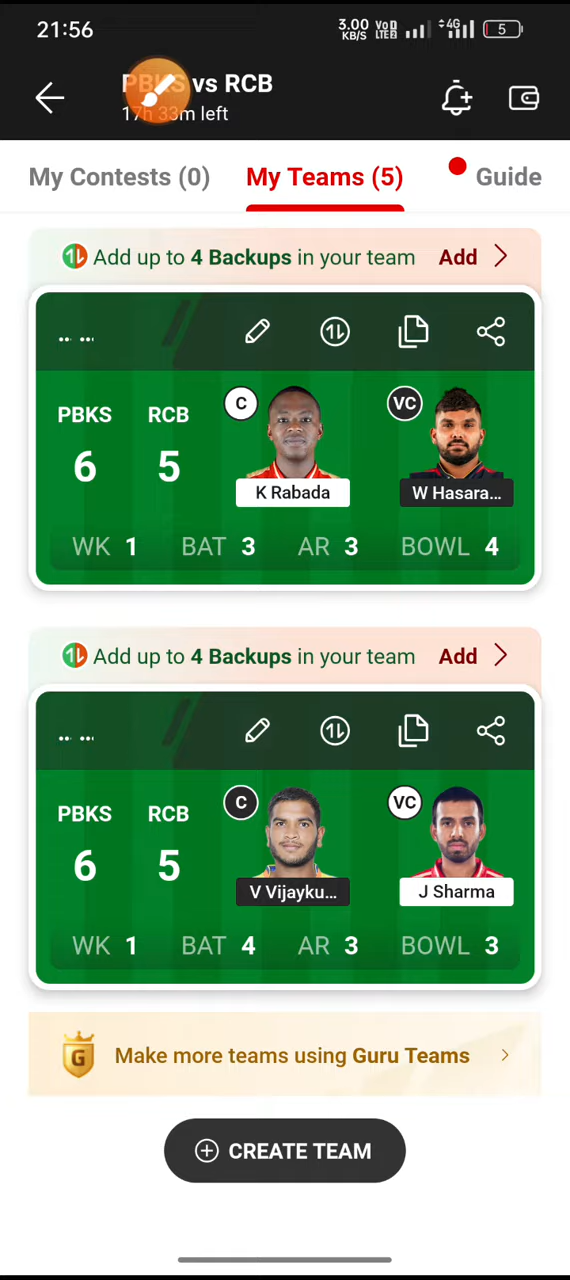 21:56
3.00 KB/S VoD LTE2 4G 5
PBKS vs RCB
17h 33m left
My Contests (0)
My Teams (5)
Guide
Add up to 4 Backups in your team Add
PBKS RCB C VC
6 5
K Rabada W Hasara...
WK 1 BAT 3 AR 3 BOWL 4
Add up to 4 Backups in your team Add
PBKS RCB C VC
6 5
V Vijayku... J Sharma
WK 1 BAT 4 AR 3 BOWL 3
G Make more teams using Guru Teams
CREATE TEAM